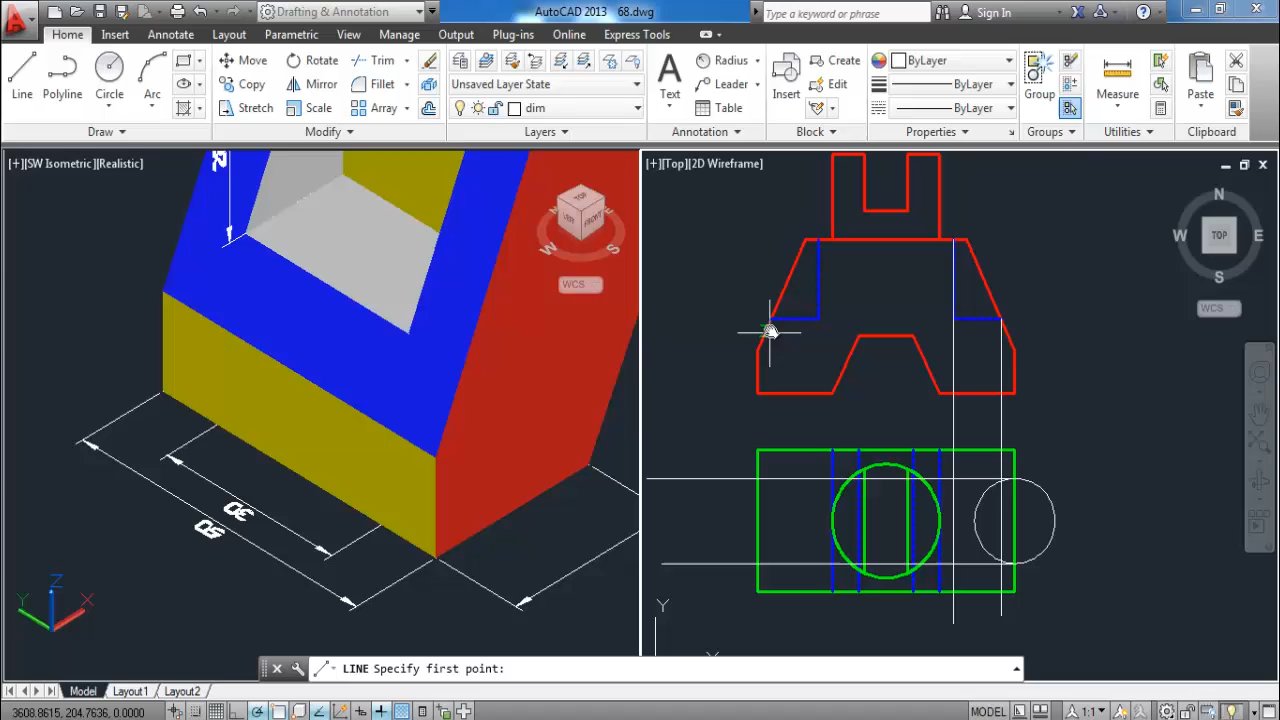 Drafting & Annotation
AutoCAD 2013 68.dwg
Type a keyword or phrase
Sign In
Home Insert Annotate Layout Parametric View Manage Output Plug-ins Online Express Tools
Line Polyline Circle Arc
Move Rotate Trim
Copy Mirror Fillet
Stretch Scale Array
Unsaved Layer State
dim
Text
Radius
Leader
Table
Insert
Create
Edit
ByLayer
ByLayer
ByLayer
Group
Measure
Paste
Draw Modify Layers Annotation Block Properties Groups Utilities Clipboard
[+][SW Isometric][Realistic]
[+][Top][2D Wireframe]
TOP
LEFT
FRONT
W
S
WCS
N
W
TOP
E
S
WCS
30
50
Z
Y
X
Y
X
LINE Specify first point:
Model Layout1 Layout2
3608.8615, 204.7636, 0.0000
MODEL
1:1